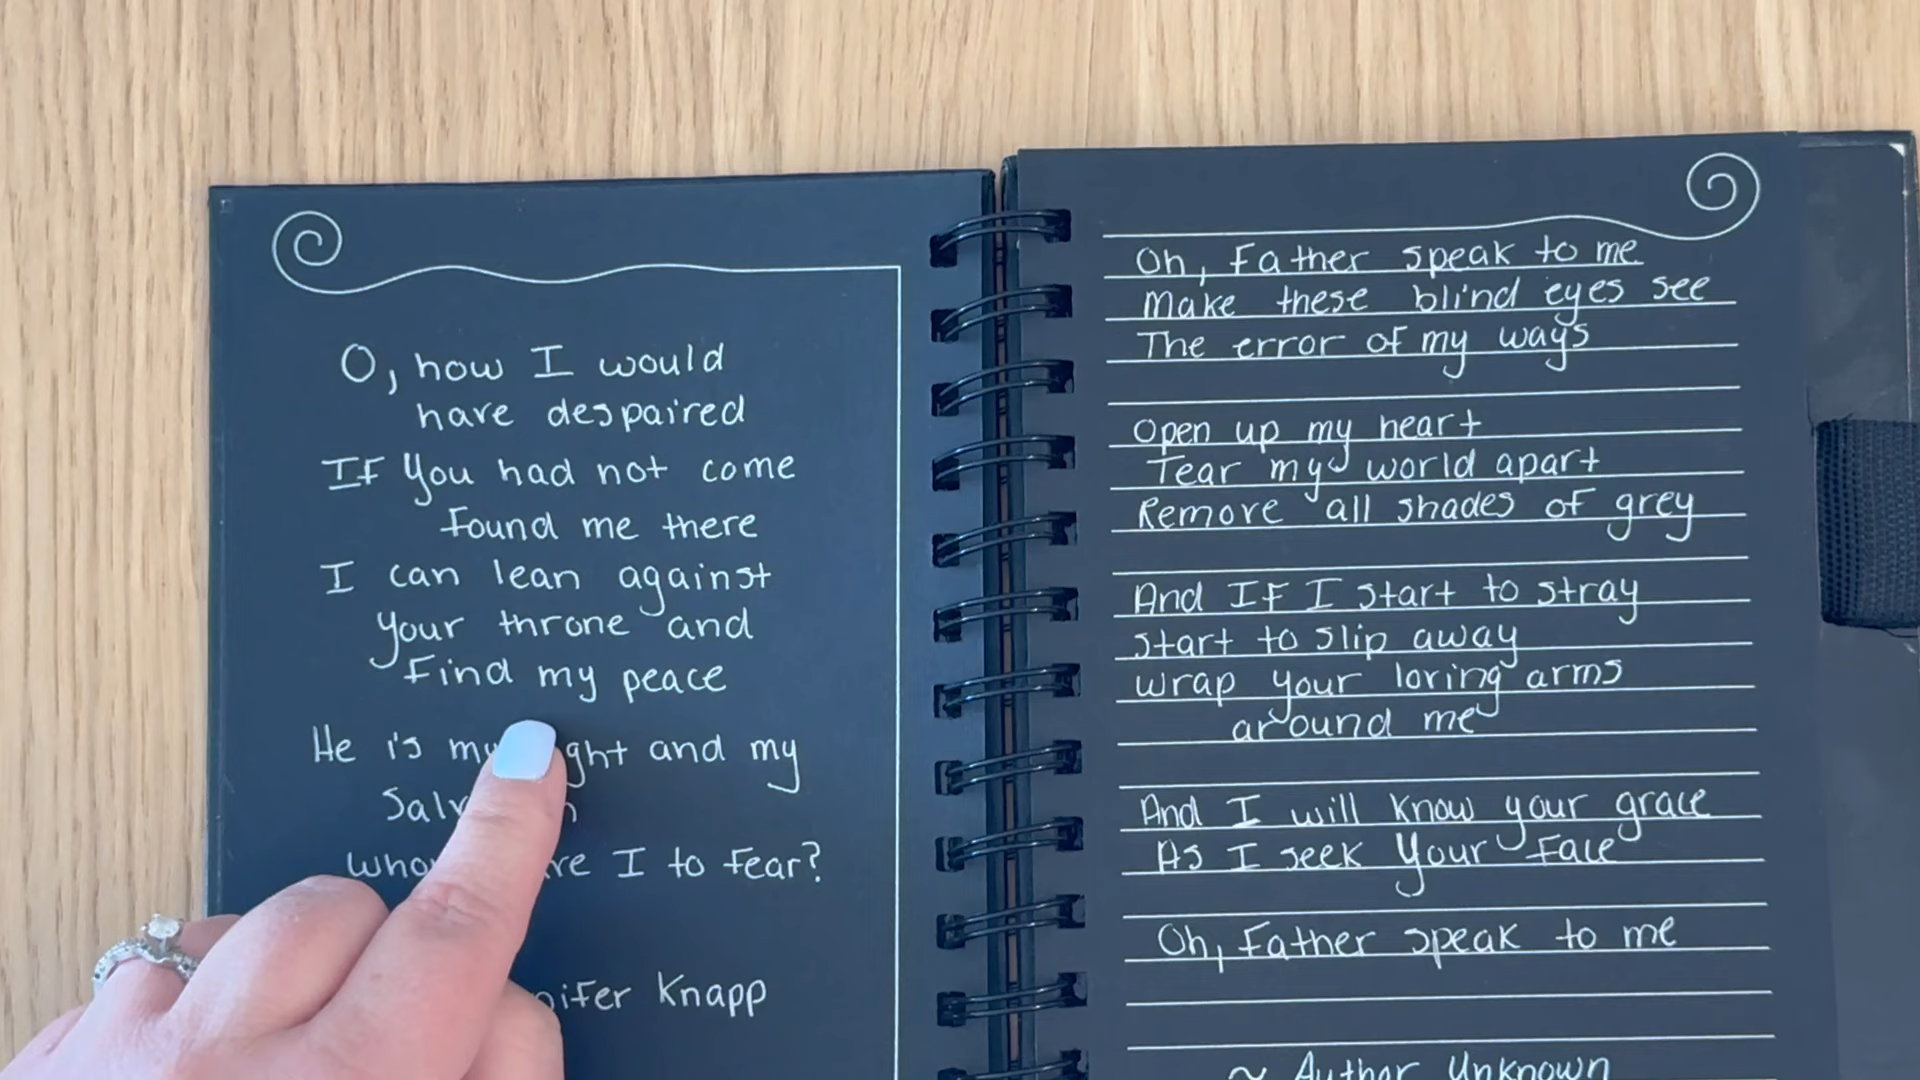 O, how I would
have despaired
If You had not come
found me there
I can lean against
your throne and
Find my peace
He is my and my
I to fear?
Knapp
Oh, Father speak to me
Make these blind eyes see
The error of my ways
Open up my heart
Tear my world apart
Remove all shades of grey
And If I start to stray
start to slip away
wrap your loving arms
around me
And I will know your grace
As I seek Your Face
Oh, Father speak to me
~ Author Unknown